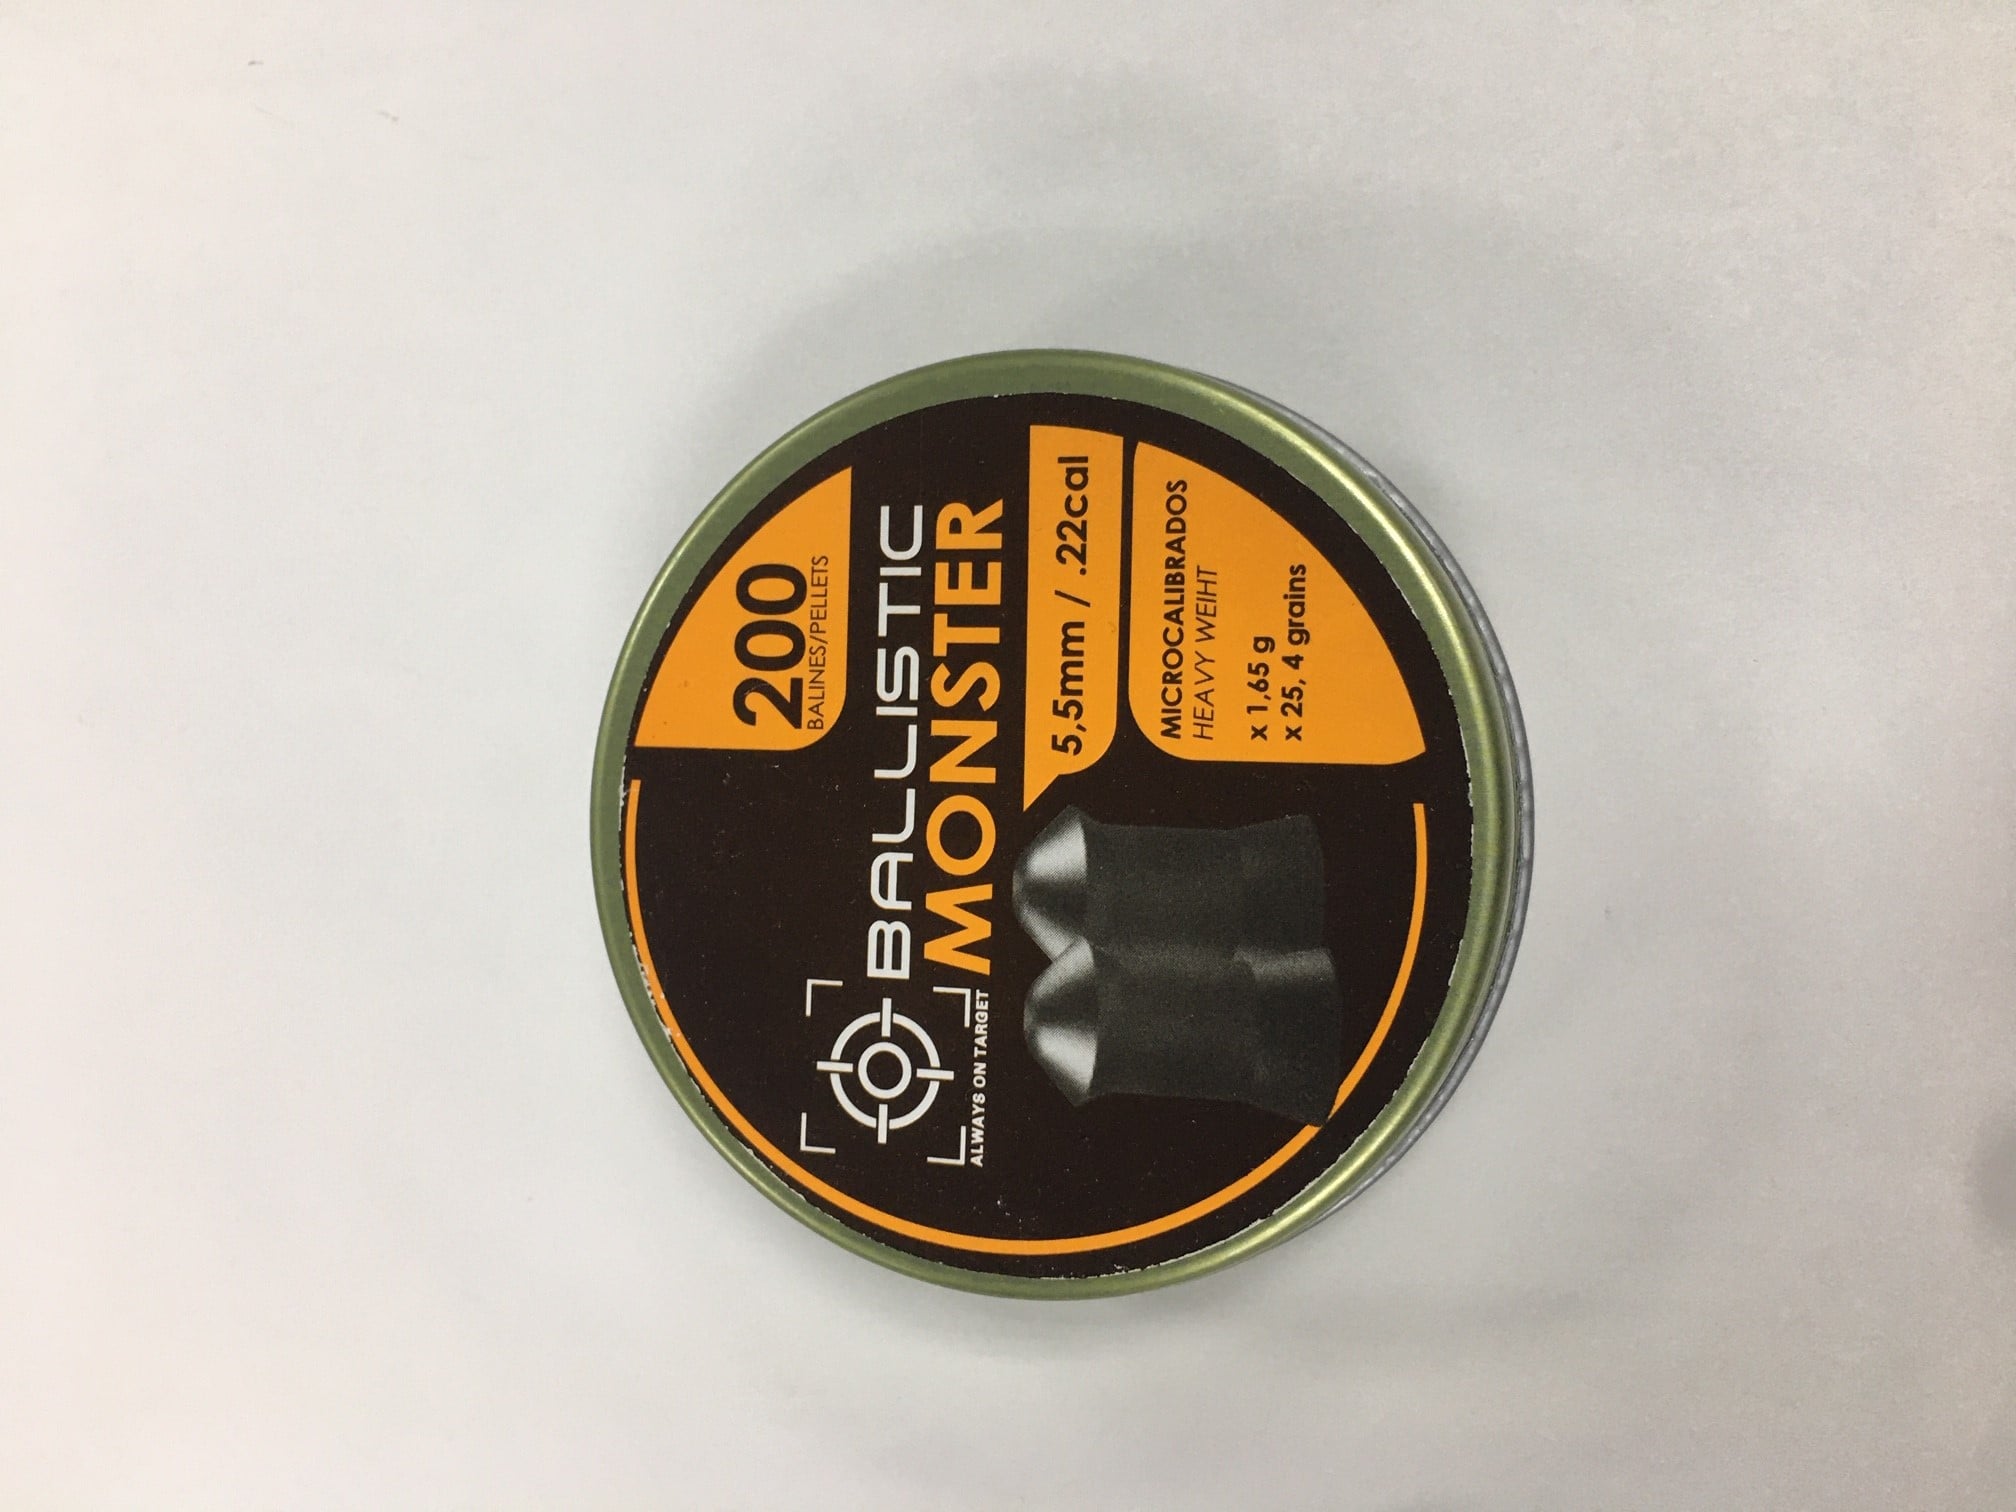 200
BALINES/PELLETS
BALLISTIC
MONSTER
ALWAYS ON TARGET
5,5mm / .22cal
MICROCALIBRADOS
HEAVY WEIHT
x 1,65 g
x 25, 4 grains